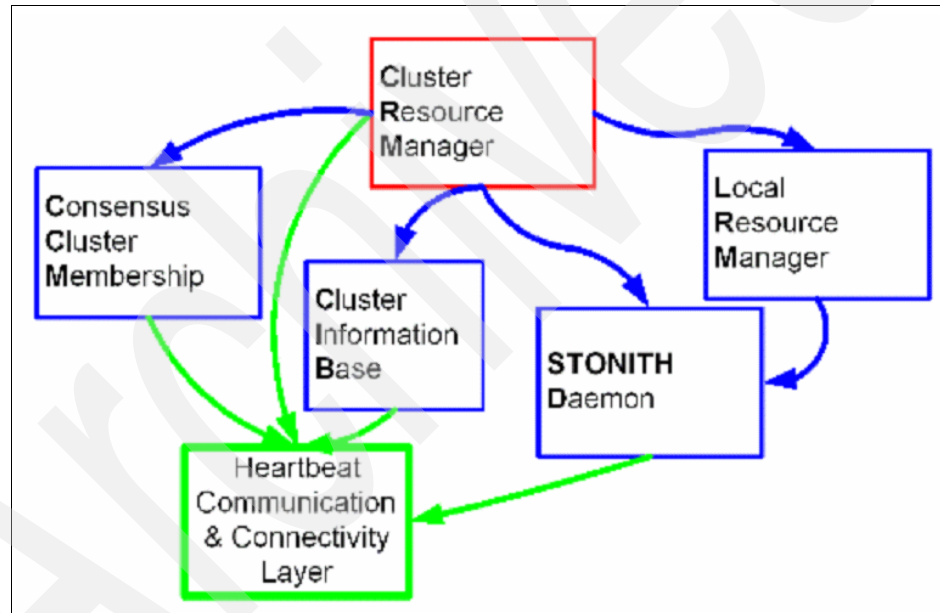 Cluster
Resource
Manager
Consensus
Cluster
Membership
Cluster
Information
Base
STONITH
Daemon
Local
Resource
Manager
Heartbeat
Communication
& Connectivity
Layer